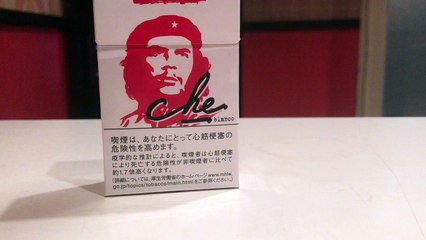 che
blanco
喫煙は、あなたにとって心筋梗塞の
危険性を高めます。
疫学的な推計によると、喫煙者は心筋梗塞
により死亡する危険性が非喫煙者に比べて
約1.7倍高くなります。
(詳細については、厚生労働省のホームページ www.mhlw.
go.jp/topics/tobacco/main.html をご参照ください。)